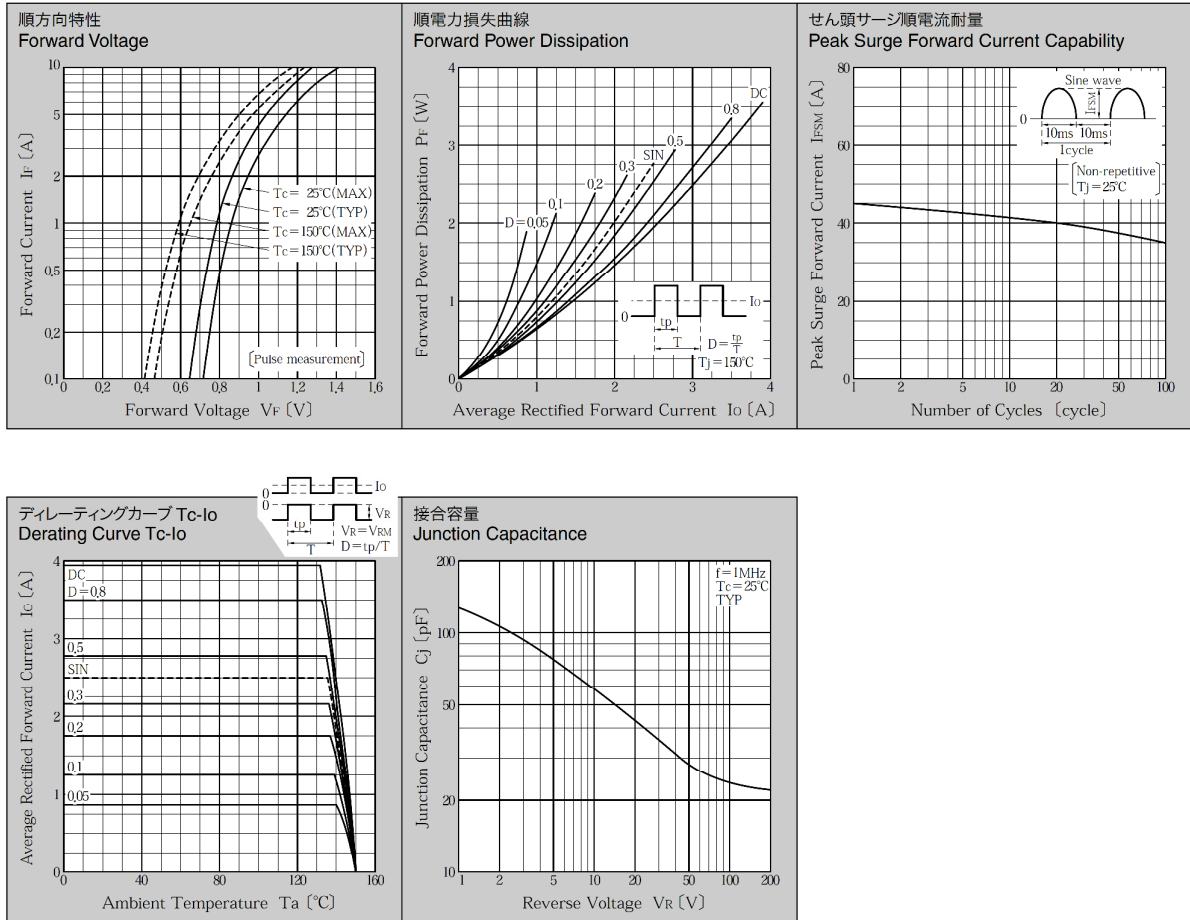 順方向特性
Forward Voltage
Forward Current IF〔A〕
10
5
2
1
0.5
0.2
0.1
0
0.2
0.4
0.6
0.8
1
1.2
1.4
1.6
Tc= 25℃(MAX)
Tc= 25℃(TYP)
Tc=150℃(MAX)
Tc=150℃(TYP)
〔Pulse measurement〕
Forward Voltage VF〔V〕
順電力損失曲線
Forward Power Dissipation
Forward Power Dissipation PF〔W〕
4
3
2
1
0
0
1
2
3
4
D=0.05
0.1
0.2
0.3
SIN
0.5
0.8
DC
0
IO
tp
T
D=tp/T
Tj=150℃
Average Rectified Forward Current IO〔A〕
せん頭サージ順電流耐量
Peak Surge Forward Current Capability
Peak Surge Forward Current IFSM〔A〕
80
60
40
20
0
1
2
5
10
20
50
100
Sine wave
IFSM
0
10ms
10ms
1cycle
Non-repetitive
Tj=25℃
Number of Cycles〔cycle〕
ディレーティングカーブ Tc-Io
Derating Curve Tc-Io
0
IO
0
VR
tp
T
VR=VRM
D=tp/T
Average Rectified Forward Current IO〔A〕
4
3
2
1
0
0
40
80
120
160
DC
D=0.8
0.5
SIN
0.3
0.2
0.1
0.05
Ambient Temperature Ta〔℃〕
接合容量
Junction Capacitance
Junction Capacitance Cj〔pF〕
200
100
50
20
10
1
2
5
10
20
50
100
200
f=1MHz
Tc=25℃
TYP
Reverse Voltage VR〔V〕